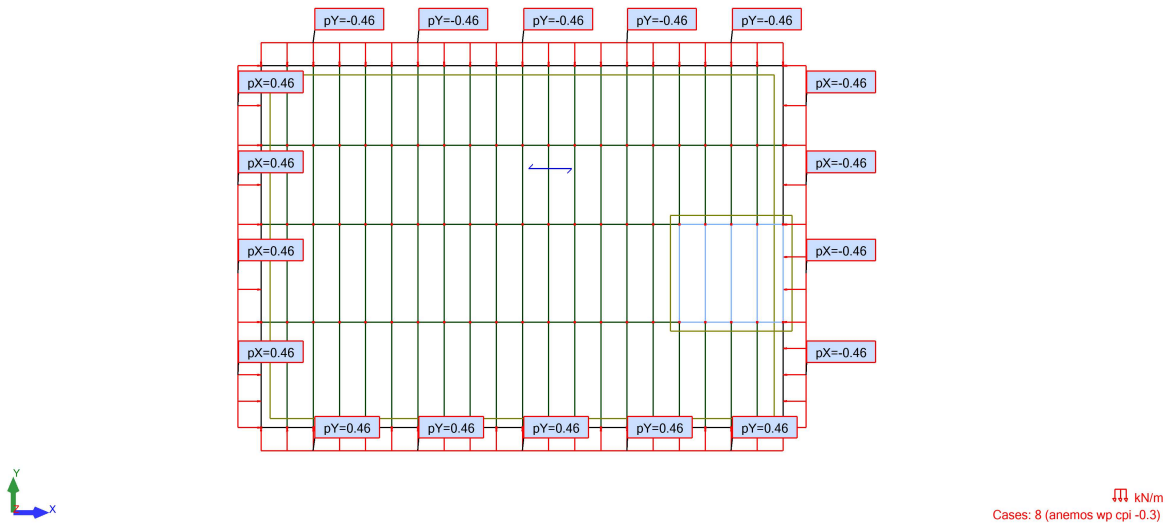 pY=-0.46 pY=-0.46 pY=-0.46 pY=-0.46 pY=-0.46
pX=0.46 pX=-0.46
pX=0.46 pX=-0.46
pX=0.46 pX=-0.46
pX=0.46 pX=-0.46
pY=0.46 pY=0.46 pY=0.46 pY=0.46 pY=0.46
Y
Z X
kN/m
Cases: 8 (anemos wp cpi -0.3)